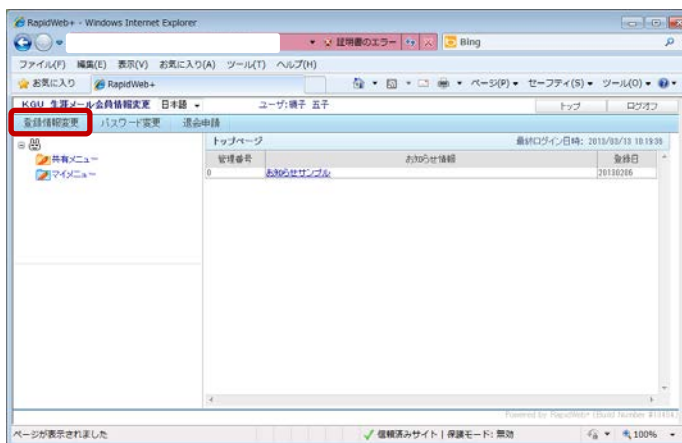 RapidWeb+ - Windows Internet Explorer
証明書のエラー Bing
ファイル(F) 編集(E) 表示(V) お気に入り(A) ツール(T) ヘルプ(H)
お気に入り RapidWeb+ ページ(P) セーフティ(S) ツール(O)
KGU 生涯メール会員情報変更 日本語 ユーザ:磯子 五子 トップ ログオフ
登録情報変更 パスワード変更 退会申請
トップページ 最終ログイン日時: 2013/03/13 10:19:39
共有メニュー
マイメニュー
管理番号 お知らせ情報 登録日
0 お知らせサンプル 20130206
Powered by RapidWeb+ (Build Number #11434)
ページが表示されました 信頼済みサイト | 保護モード: 無効 100%